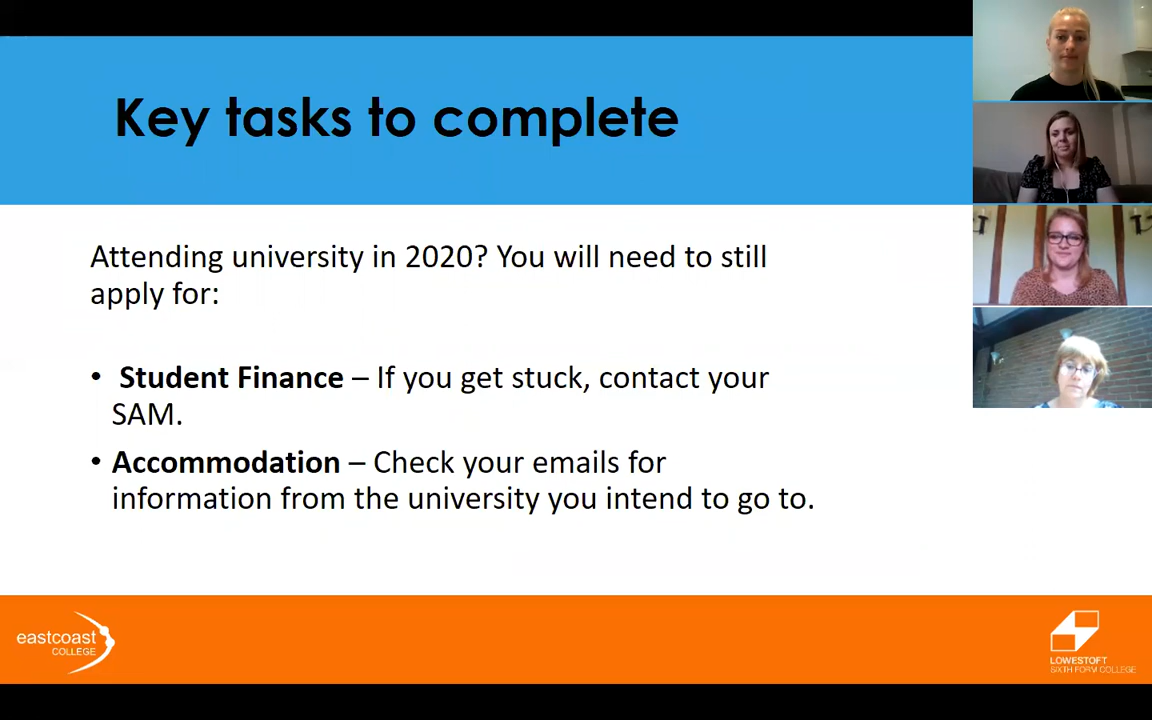 Key tasks to complete
Attending university in 2020? You will need to still
apply for:
• Student Finance – If you get stuck, contact your
SAM.
• Accommodation – Check your emails for
information from the university you intend to go to.
eastcoast
COLLEGE
LOWESTOFT
SIXTH FORM COLLEGE